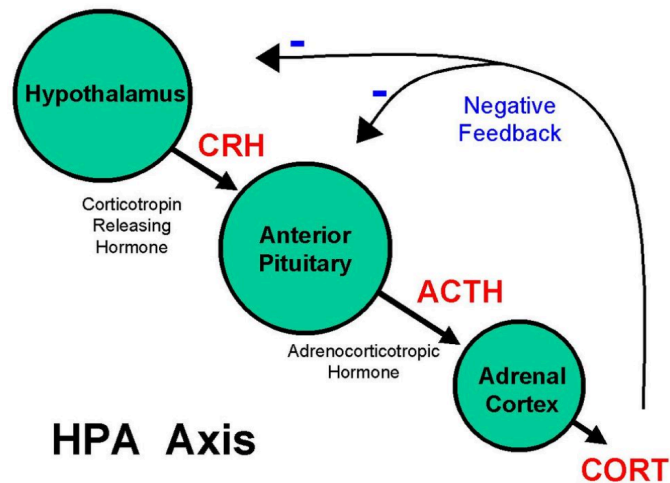 -
Hypothalamus
-
Negative
Feedback
CRH
Corticotropin
Releasing
Hormone
Anterior
Pituitary
ACTH
Adrenocorticotropic
Hormone
Adrenal
Cortex
HPA Axis
CORT